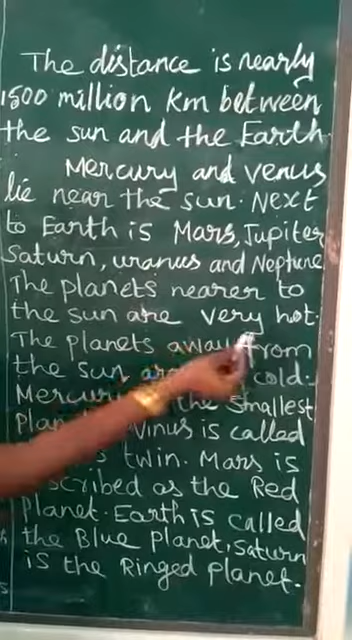 The distance is nearly
1500 million km between
the sun and the Earth.
Mercury and venus
lie near the sun. Next
to Earth is Mars, Jupiter
Saturn, uranus and Neptune
The planets nearer to
the sun are very hot.
The planets away from
the sun are cold.
Mercury the smallest
Plan Vinus is called
s twin. Mars is
scribed as the Red
Planet. Earth is called
the Blue Planet, Saturn
is the Ringed Planet.